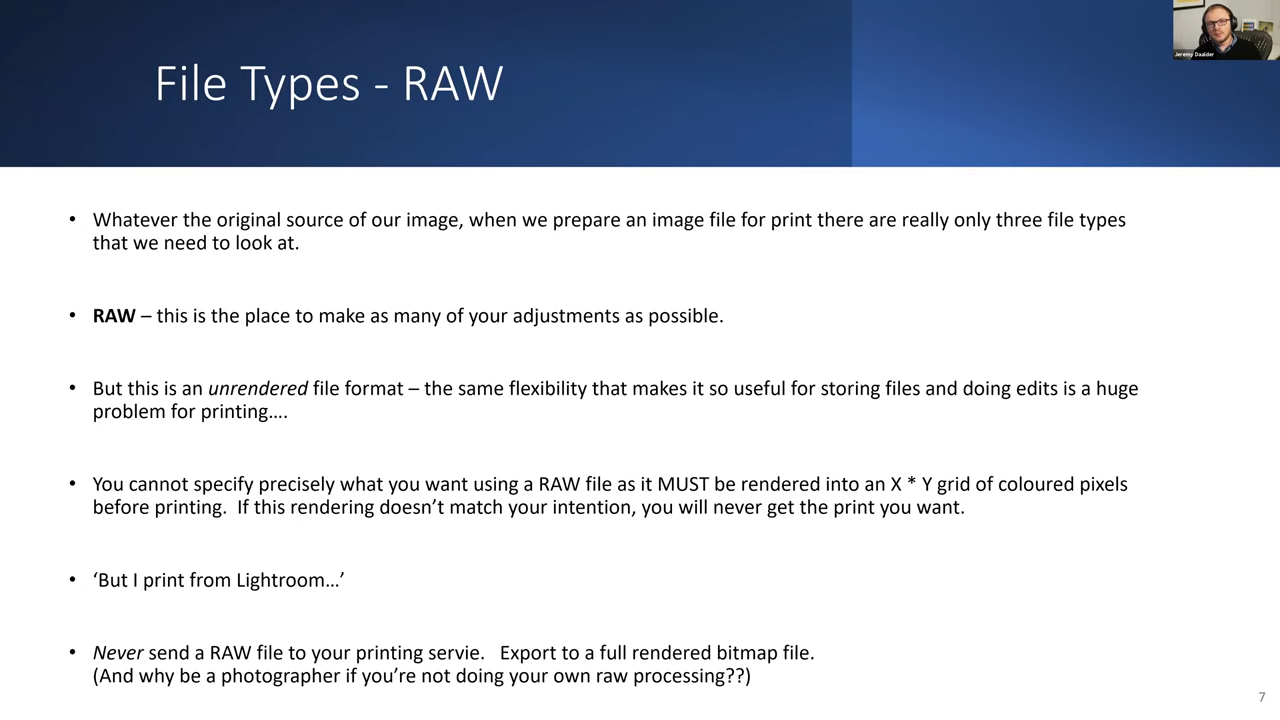 File Types - RAW
Jeremy Daalder
• Whatever the original source of our image, when we prepare an image file for print there are really only three file types
that we need to look at.
• RAW – this is the place to make as many of your adjustments as possible.
• But this is an unrendered file format – the same flexibility that makes it so useful for storing files and doing edits is a huge
problem for printing….
• You cannot specify precisely what you want using a RAW file as it MUST be rendered into an X * Y grid of coloured pixels
before printing.  If this rendering doesn’t match your intention, you will never get the print you want.
• ‘But I print from Lightroom…’
• Never send a RAW file to your printing servie.   Export to a full rendered bitmap file.
(And why be a photographer if you’re not doing your own raw processing??)
7